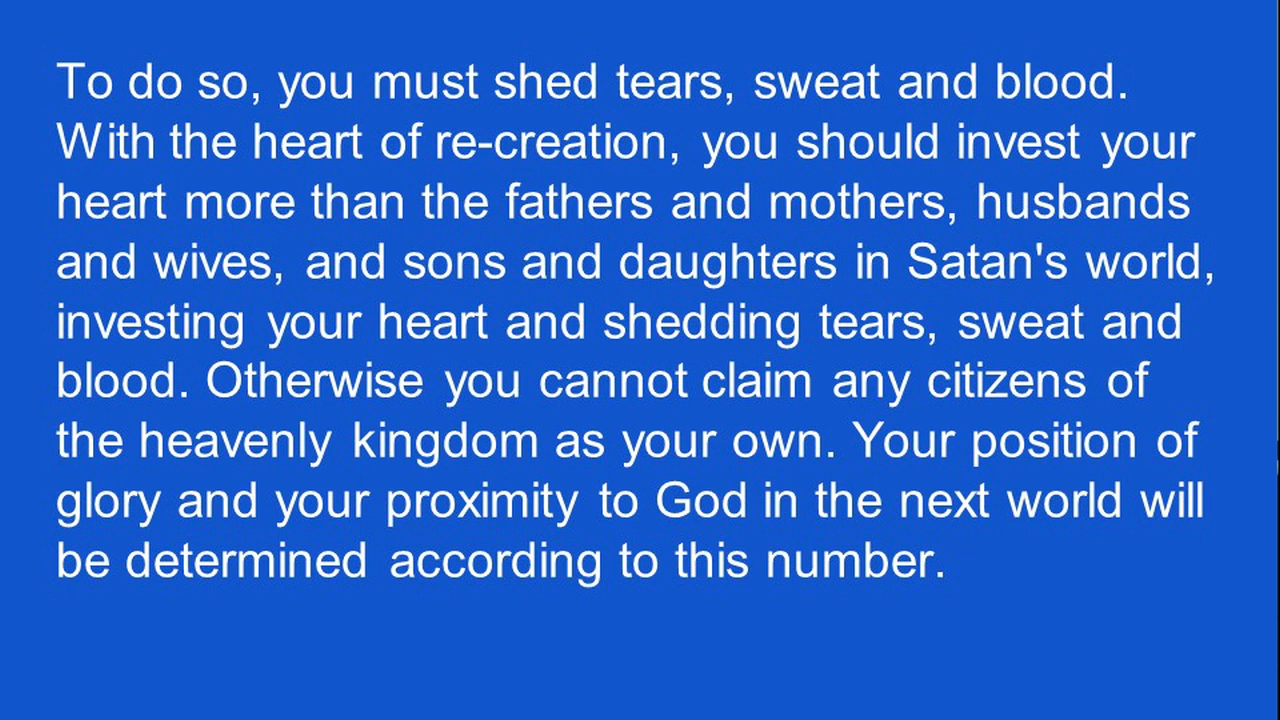 To do so, you must shed tears, sweat and blood.
With the heart of re-creation, you should invest your
heart more than the fathers and mothers, husbands
and wives, and sons and daughters in Satan's world,
investing your heart and shedding tears, sweat and
blood. Otherwise you cannot claim any citizens of
the heavenly kingdom as your own. Your position of
glory and your proximity to God in the next world will
be determined according to this number.